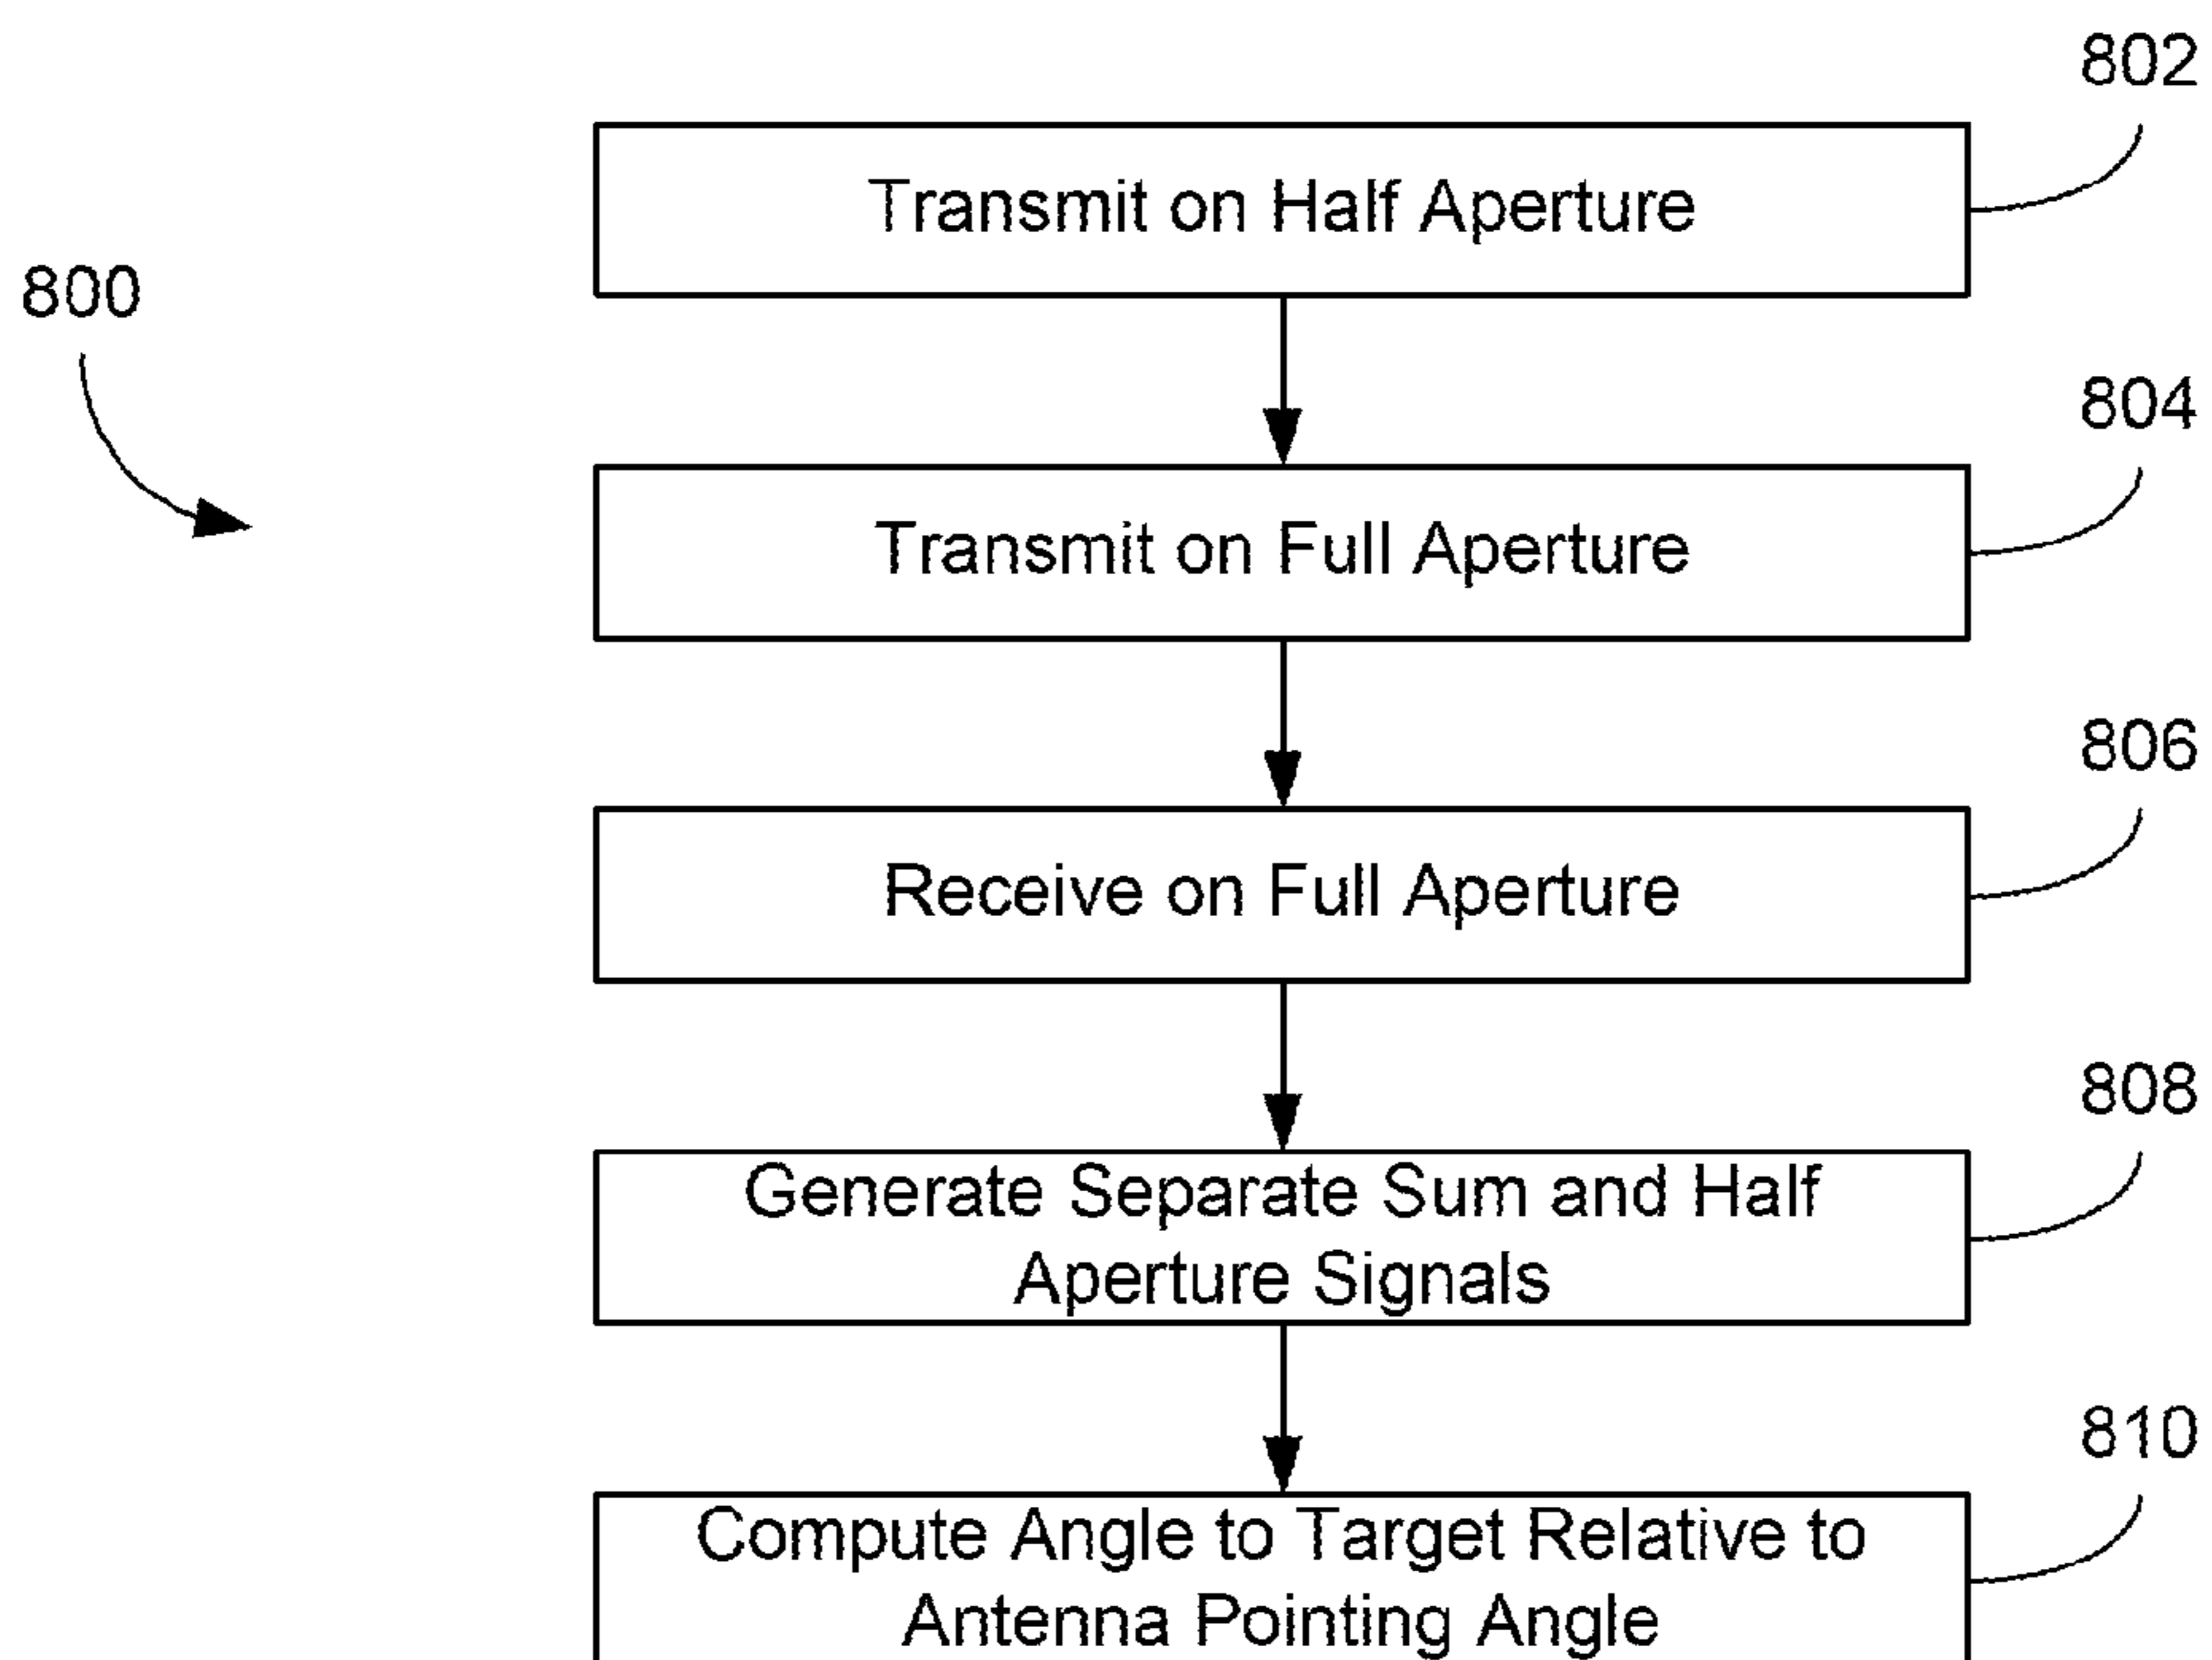 802
Transmit on Half Aperture
800
804
Transmit on Full Aperture
806
Receive on Full Aperture
808
Generate Separate Sum and Half
Aperture Signals
810
Compute Angle to Target Relative to
Antenna Pointing Angle